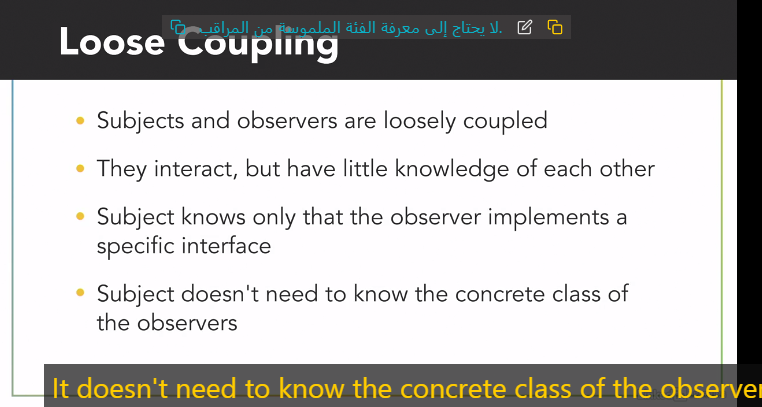 لا يحتاج إلى معرفة الفئة الملموسة من المراقب.
Loose Coupling
Subjects and observers are loosely coupled
They interact, but have little knowledge of each other
Subject knows only that the observer implements a
specific interface
Subject doesn't need to know the concrete class of
the observers
It doesn't need to know the concrete class of the observer